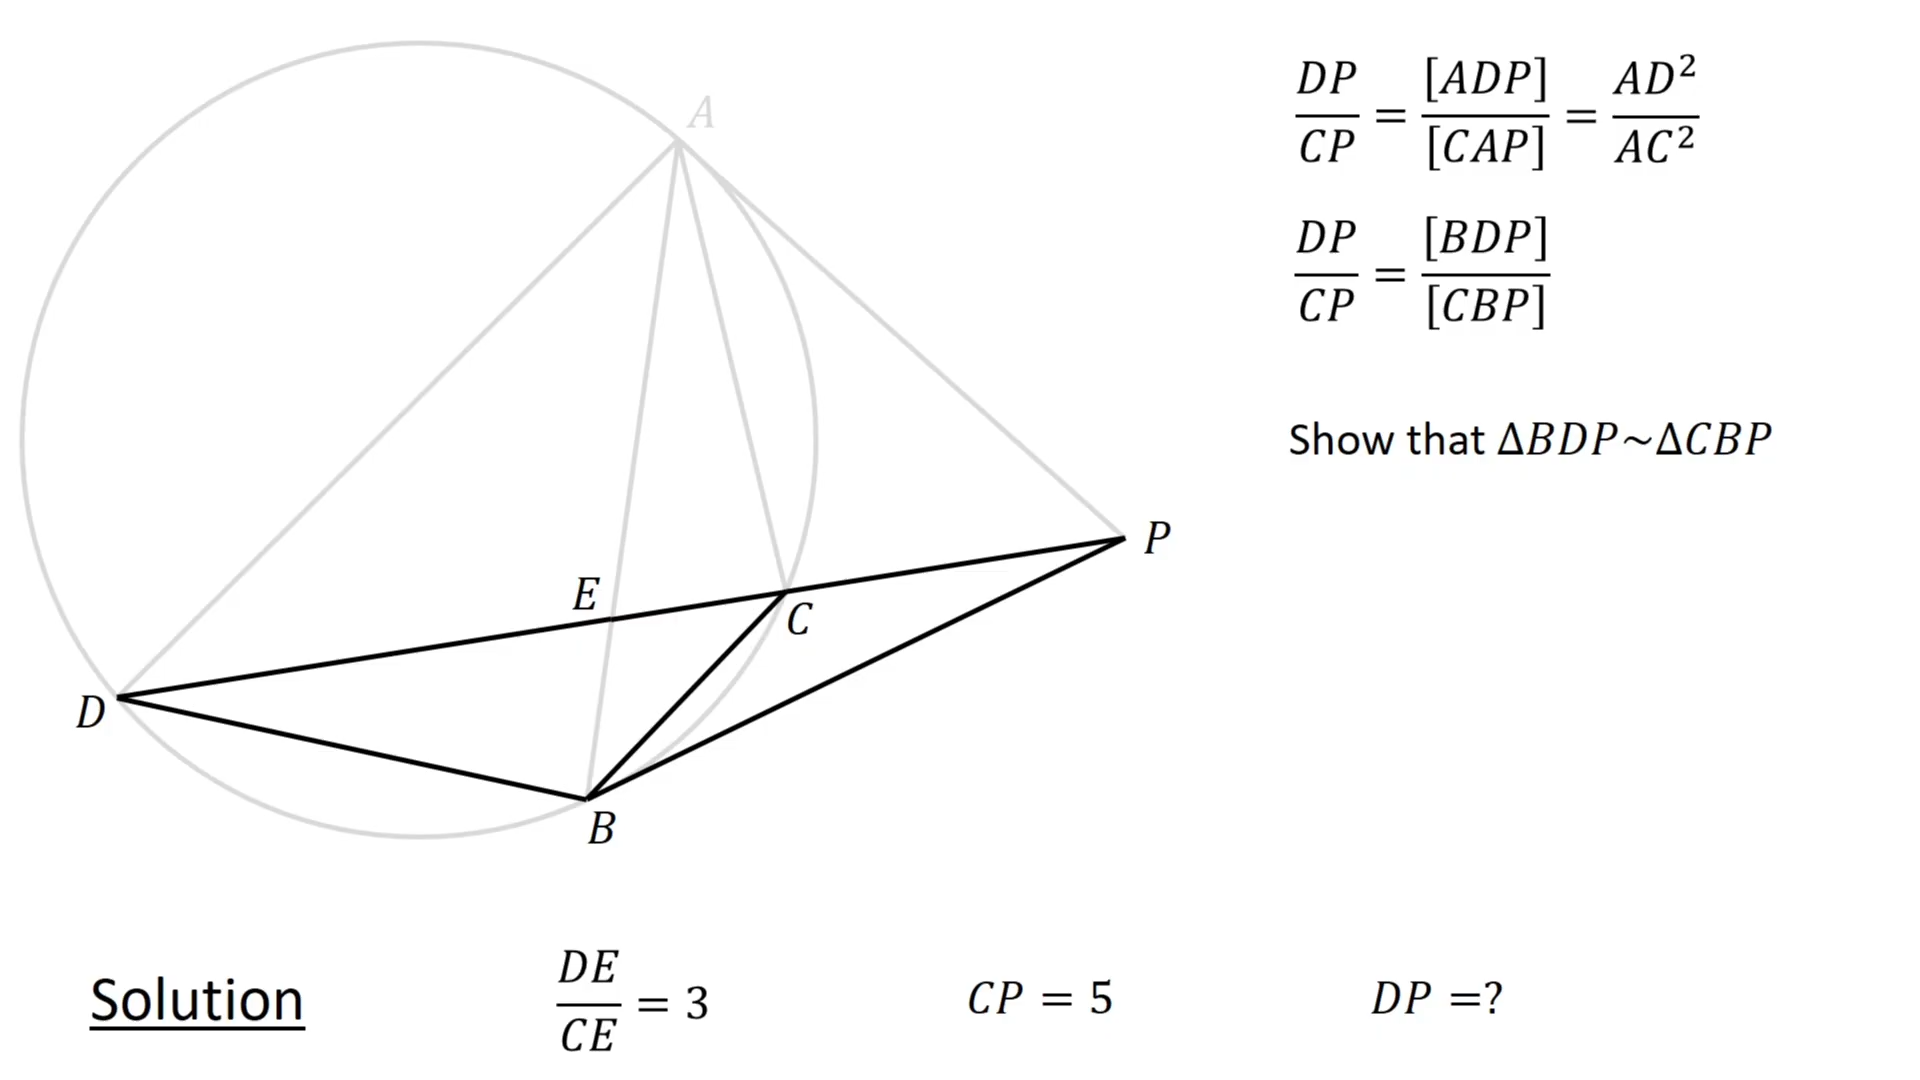 A
P
E
C
D
B
DP/CP = [ADP]/[CAP] = AD²/AC²
DP/CP = [BDP]/[CBP]
Show that ΔBDP~ΔCBP
Solution
DE/CE = 3
CP = 5
DP =?